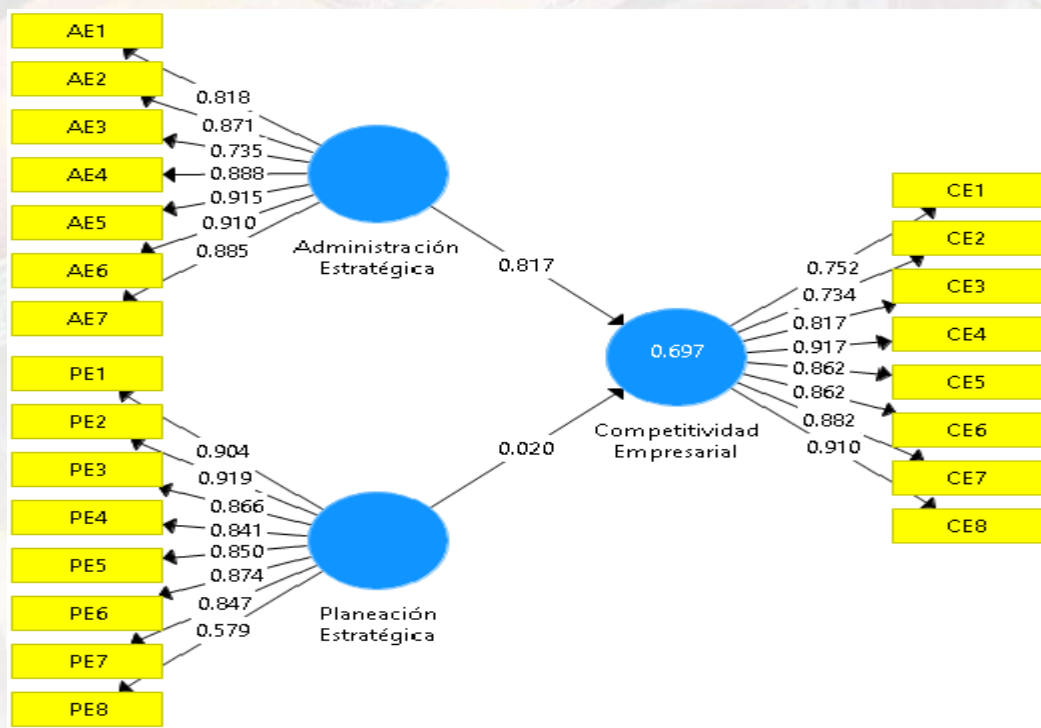 AE1
AE2
AE3
AE4
AE5
AE6
AE7
0.818
0.871
0.735
0.888
0.915
0.910
0.885
Administración
Estratégica
PE1
PE2
PE3
PE4
PE5
PE6
PE7
PE8
0.904
0.919
0.866
0.841
0.850
0.874
0.847
0.579
Planeación
Estratégica
0.817
0.020
0.697
Competitividad
Empresarial
0.752
0.734
0.817
0.917
0.862
0.862
0.882
0.910
CE1
CE2
CE3
CE4
CE5
CE6
CE7
CE8